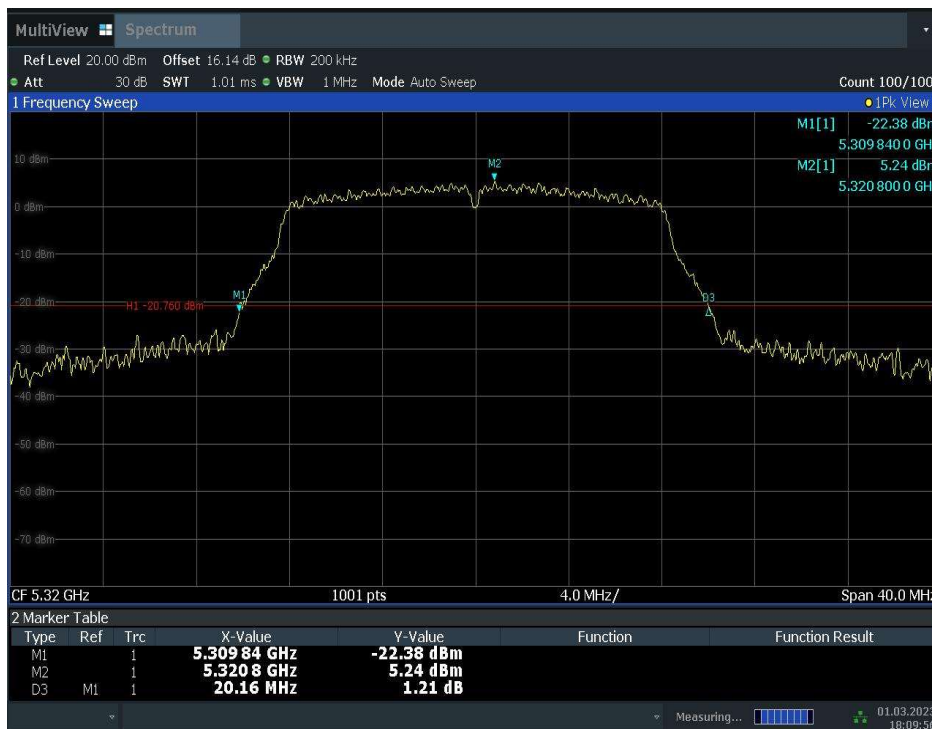 MultiView Spectrum
Ref Level 20.00 dBm Offset 16.14 dB RBW 200 kHz
Att 30 dB SWT 1.01 ms VBW 1 MHz Mode Auto Sweep Count 100/100
1 Frequency Sweep 1Pk View
M1[1] -22.38 dBm
5.309 840 0 GH
M2[1] 5.24 dBm
5.320 800 0 GH
10 dBm
M2
0 dBm
-10 dBm
-20 dBm
M1
D3
H1 -20.760 dBm
-30 dBm
-40 dBm
-50 dBm
-60 dBm
-70 dBm
CF 5.32 GHz 1001 pts 4.0 MHz/ Span 40.0 MHz
2 Marker Table
Type Ref Trc X-Value Y-Value Function Function Result
M1 1 5.309 84 GHz -22.38 dBm
M2 1 5.320 8 GHz 5.24 dBm
D3 M1 1 20.16 MHz 1.21 dB
Measuring... 01.03.2023
18:09:56